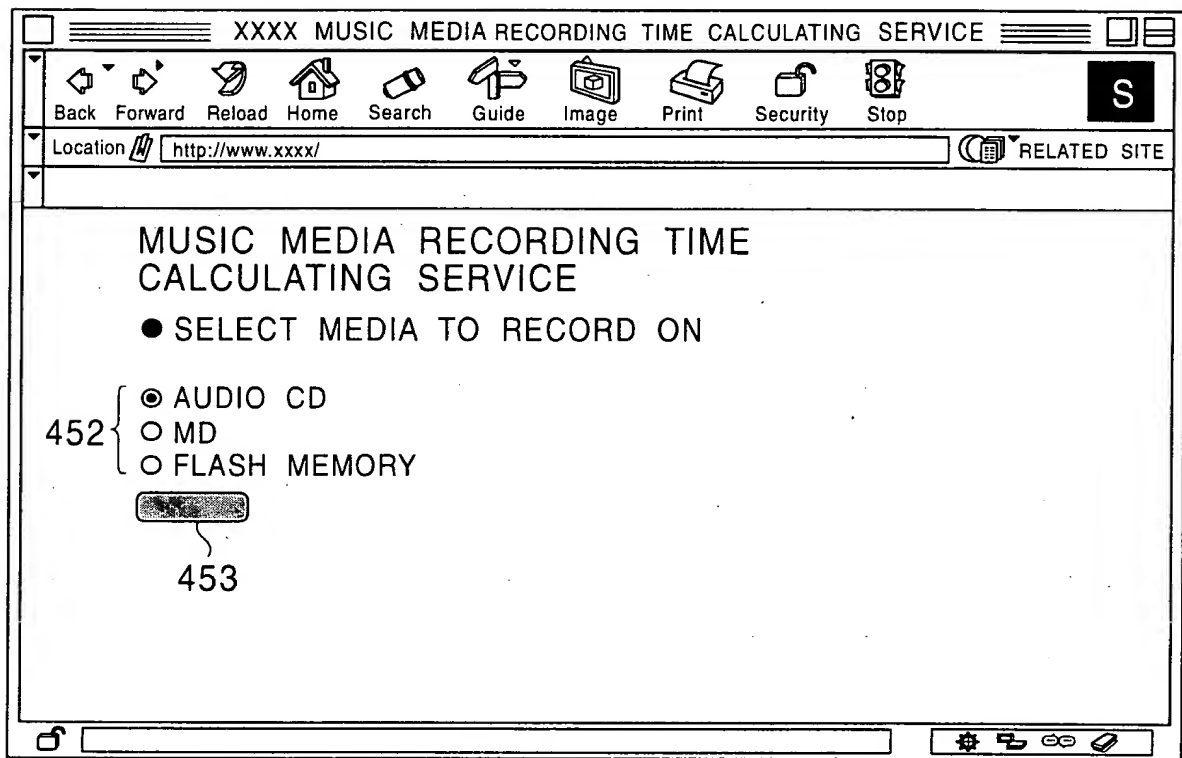 XXXX MUSIC MEDIA RECORDING TIME CALCULATING SERVICE
Back Forward Reload Home Search Guide Image Print Security Stop
S
Location http://www.xxxx/ RELATED SITE
MUSIC MEDIA RECORDING TIME
CALCULATING SERVICE
● SELECT MEDIA TO RECORD ON
AUDIO CD
452 MD
FLASH MEMORY
453